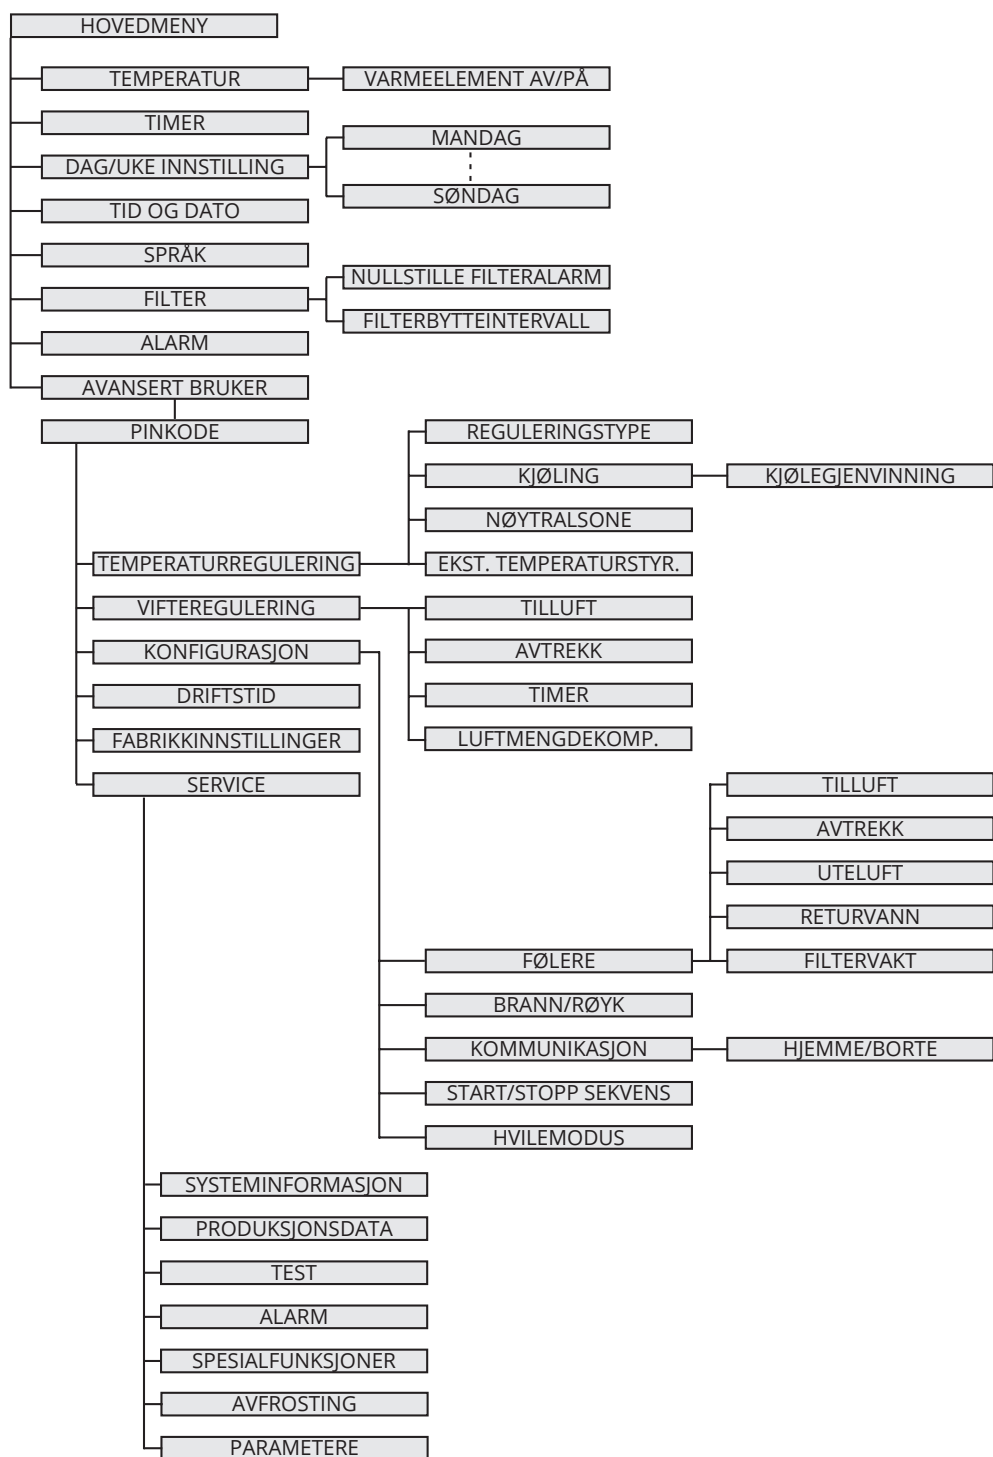 HOVEDMENY
TEMPERATUR
VARMEELEMENT AV/PÅ
TIMER
DAG/UKE INNSTILLING
MANDAG
SØNDAG
TID OG DATO
SPRÅK
FILTER
NULLSTILLE FILTERALARM
FILTERBYTTEINTERVALL
ALARM
AVANSERT BRUKER
PINKODE
TEMPERATURREGULERING
REGULERINGSTYPE
KJØLING
KJØLEGJENVINNING
NØYTRALSONE
EKST. TEMPERATURSTYR.
VIFTEREGULERING
TILLUFT
AVTREKK
TIMER
LUFTMENGDEKOMP.
KONFIGURASJON
DRIFTSTID
FABRIKKINNSTILLINGER
SERVICE
TILLUFT
AVTREKK
UTELUFT
RETURVANN
FØLERE
FILTERVAKT
BRANN/RØYK
KOMMUNIKASJON
HJEMME/BORTE
START/STOPP SEKVENS
HVILEMODUS
SYSTEMINFORMASJON
PRODUKSJONSDATA
TEST
ALARM
SPESIALFUNKSJONER
AVFROSTING
PARAMETERE